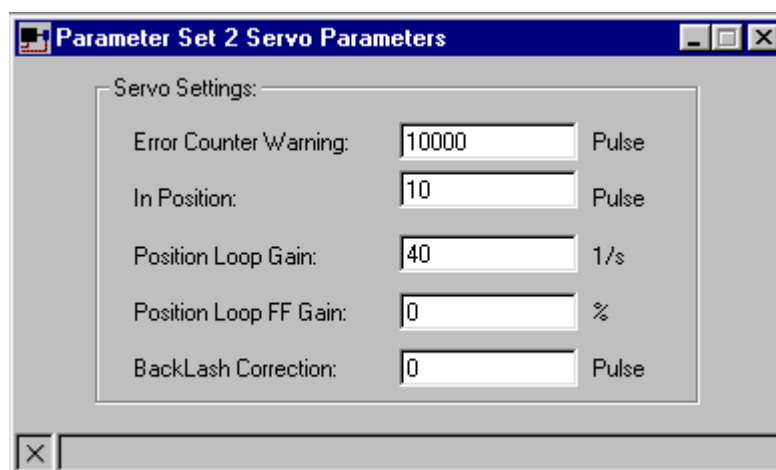 Parameter Set 2 Servo Parameters
Servo Settings:
Error Counter Warning: 10000 Pulse
In Position: 10 Pulse
Position Loop Gain: 40 1/s
Position Loop FF Gain: 0 %
BackLash Correction: 0 Pulse